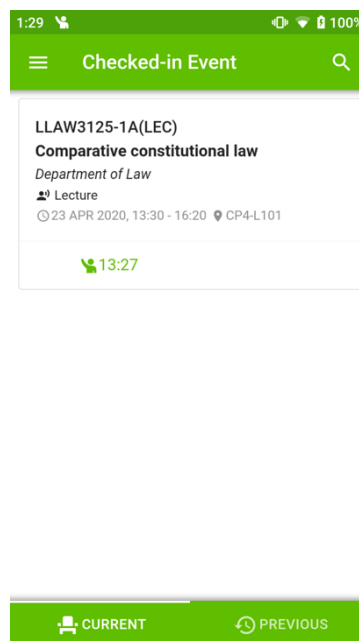 1:29 100%
Checked-in Event
LLAW3125-1A(LEC)
Comparative constitutional law
Department of Law
Lecture
23 APR 2020, 13:30 - 16:20 CP4-L101
13:27
CURRENT PREVIOUS